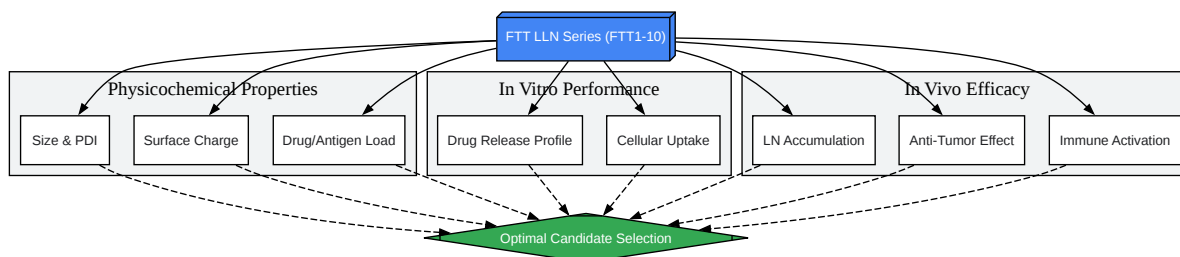 FTT LLN Series (FTT1-10)
Physicochemical Properties
In Vitro Performance
In Vivo Efficacy
Size & PDI
Surface Charge
Drug/Antigen Load
Drug Release Profile
Cellular Uptake
LN Accumulation
Anti-Tumor Effect
Immune Activation
Optimal Candidate Selection